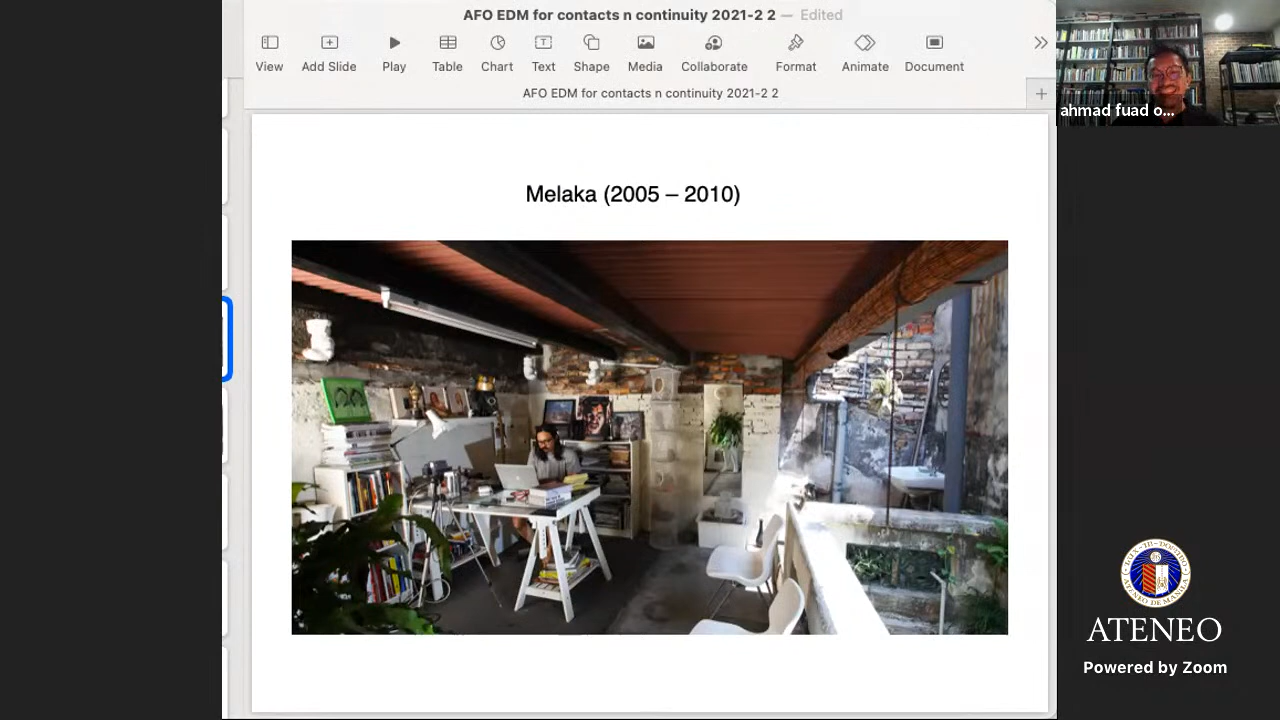 AFO EDM for contacts n continuity 2021-2 2 — Edited
View Add Slide Play Table Chart Text Shape Media Collaborate Format Animate Document
AFO EDM for contacts n continuity 2021-2 2
ahmad fuad o...
Melaka (2005 – 2010)
ATENEO
Powered by Zoom